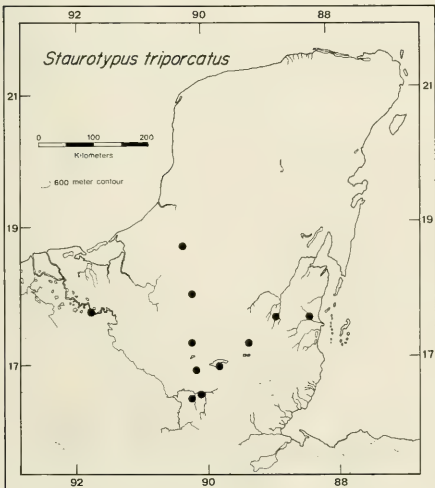 92 90 88
Staurotypus triporcatus
21 21
0 100 200
Kilometers
600 meter contour
19 19
17 17
92 90 88